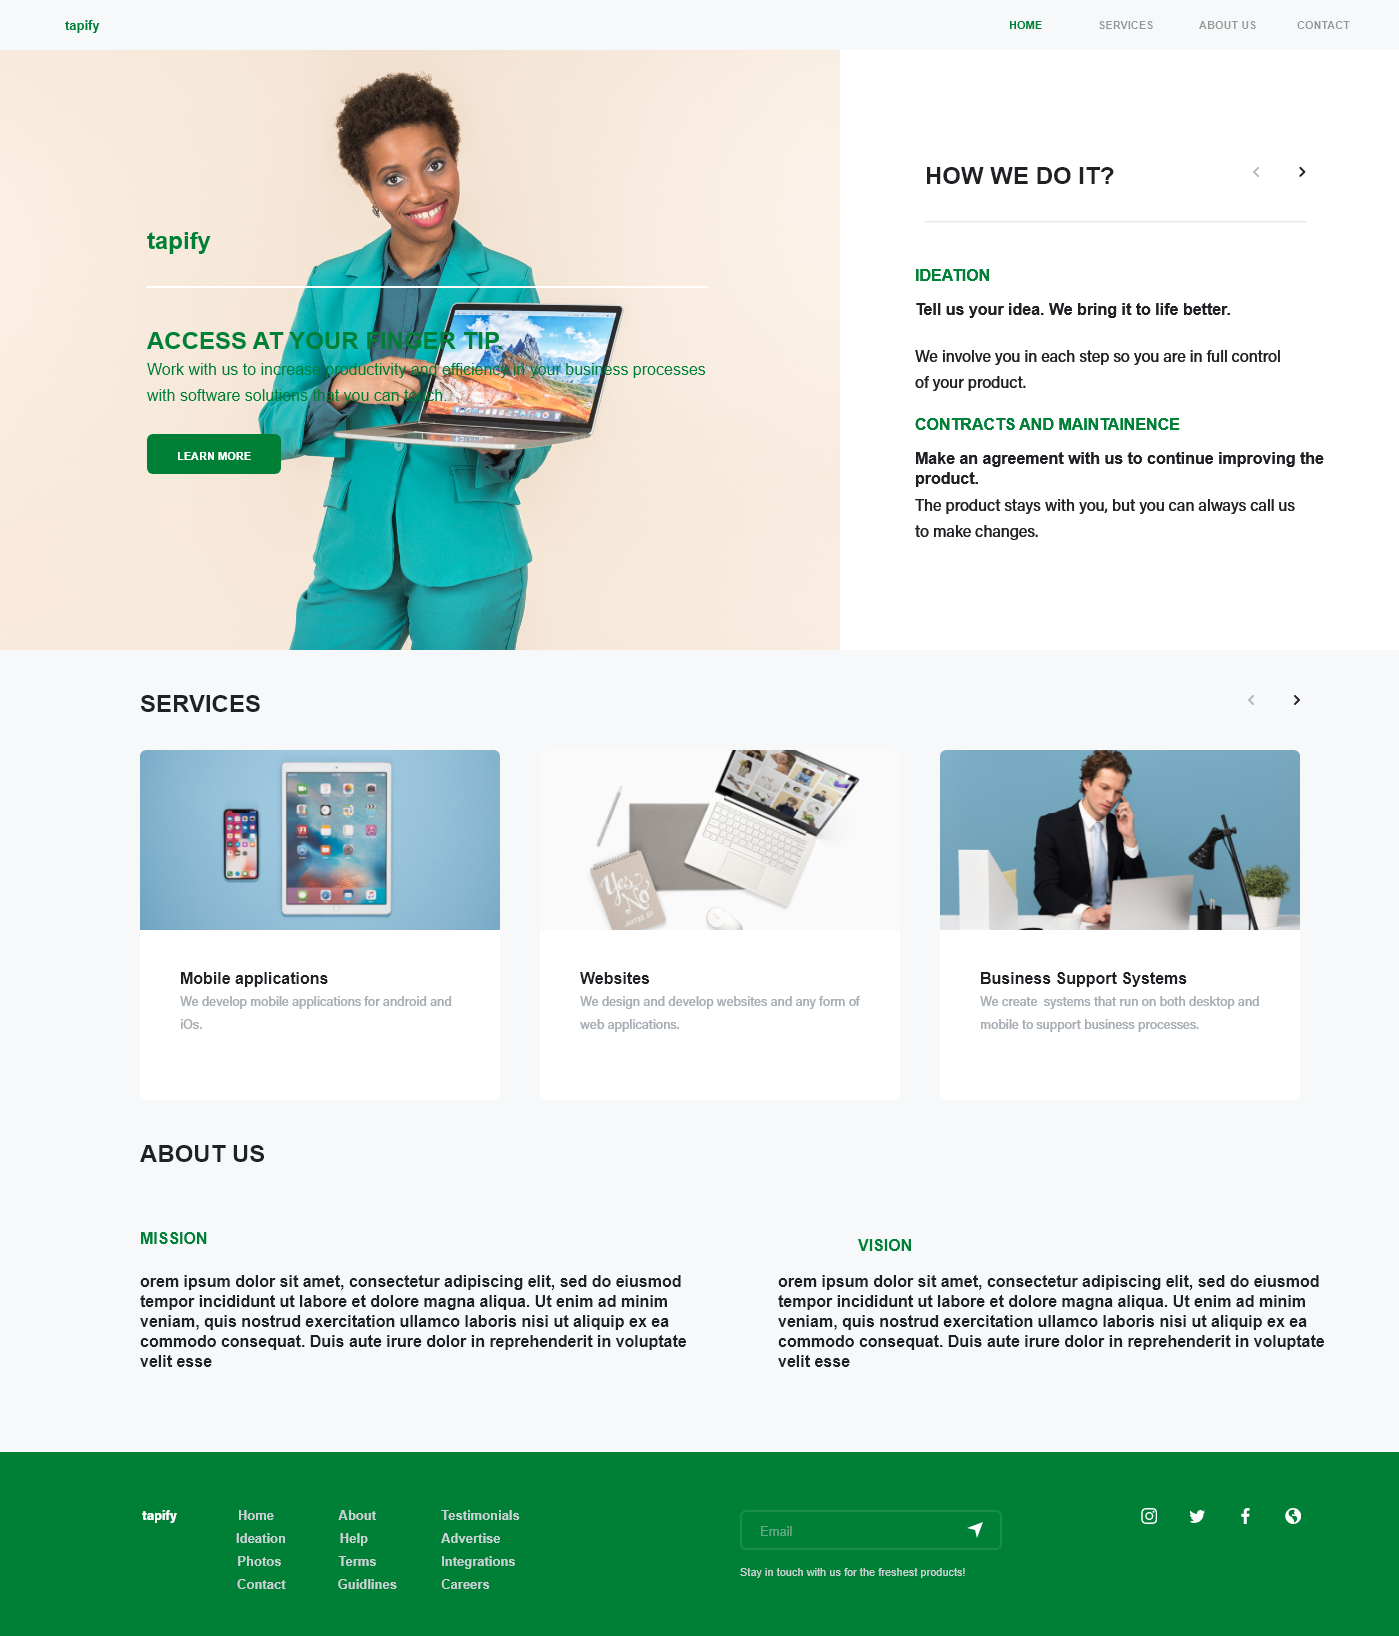 tapify
HOME
SERVICES
ABOUT US
CONTACT
tapify
ACCESS AT YOUR FINGER TIP.
Work with us to increase productivity and efficiency in your business processes
with software solutions that you can touch.
LEARN MORE
HOW WE DO IT?
IDEATION
Tell us your idea. We bring it to life better.
We involve you in each step so you are in full control
of your product.
CONTRACTS AND MAINTAINENCE
Make an agreement with us to continue improving the
product.
The product stays with you, but you can always call us
to make changes.
SERVICES
Yes
No
MAYBE SO
Mobile applications
We develop mobile applications for android and
iOs.
Websites
We design and develop websites and any form of
web applications.
Business Support Systems
We create  systems that run on both desktop and
mobile to support business processes.
ABOUT US
MISSION
orem ipsum dolor sit amet, consectetur adipiscing elit, sed do eiusmod
tempor incididunt ut labore et dolore magna aliqua. Ut enim ad minim
veniam, quis nostrud exercitation ullamco laboris nisi ut aliquip ex ea
commodo consequat. Duis aute irure dolor in reprehenderit in voluptate
velit esse
VISION
orem ipsum dolor sit amet, consectetur adipiscing elit, sed do eiusmod
tempor incididunt ut labore et dolore magna aliqua. Ut enim ad minim
veniam, quis nostrud exercitation ullamco laboris nisi ut aliquip ex ea
commodo consequat. Duis aute irure dolor in reprehenderit in voluptate
velit esse
tapify
Home
Ideation
Photos
Contact
About
Help
Terms
Guidlines
Testimonials
Advertise
Integrations
Careers
Email
Stay in touch with us for the freshest products!